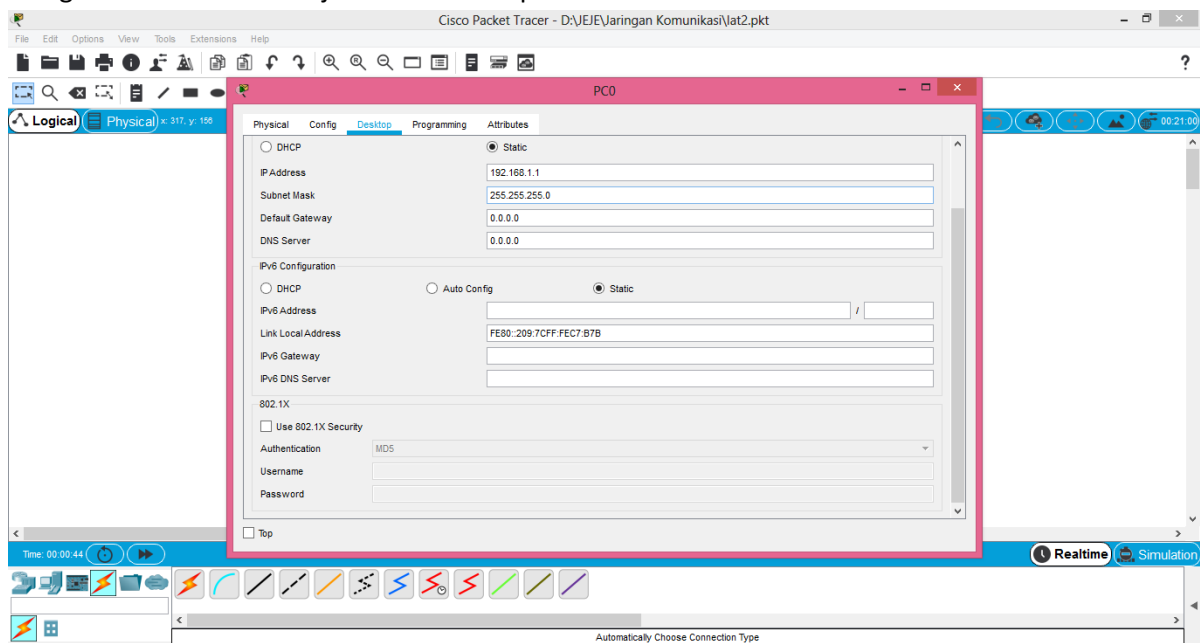 Cisco Packet Tracer - D:\JEJE\Jaringan Komunikasi\lat2.pkt
File Edit Options View Tools Extensions Help
PC0
Logical Physical x: 317, y: 156 00:21:00
Physical Config Desktop Programming Attributes
DHCP Static
IP Address 192.168.1.1
Subnet Mask 255.255.255.0
Default Gateway 0.0.0.0
DNS Server 0.0.0.0
IPv6 Configuration
DHCP Auto Config Static
IPv6 Address /
Link Local Address FE80::209:7CFF:FEC7:B7B
IPv6 Gateway
IPv6 DNS Server
802.1X
Use 802.1X Security
Authentication MD5
Username
Password
Top
Time: 00:00:44 Realtime Simulation
Automatically Choose Connection Type